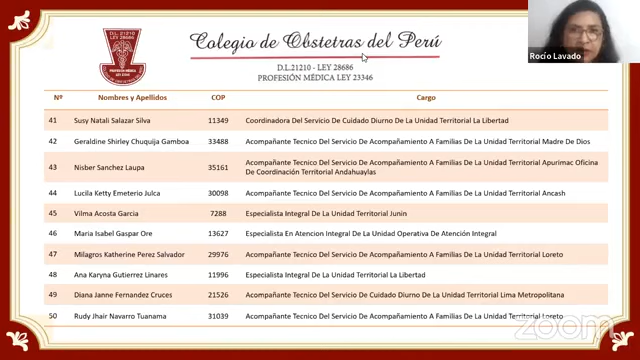 D.L. 21210
LEY 28686
PROFESIÓN MÉDICA
LEY 23346
Colegio de Obstetras del Perú
D.L.21210 - LEY 28686
PROFESIÓN MÉDICA LEY 23346
Rocío Lavado
Nº Nombres y Apellidos COP Cargo
41 Susy Natali Salazar Silva 11349 Coordinadora Del Servicio De Cuidado Diurno De La Unidad Territorial La Libertad
42 Geraldine Shirley Chuquija Gamboa 33488 Acompañante Tecnico Del Servicio De Acompañamiento A Familias De La Unidad Territorial Madre De Dios
43 Nisber Sanchez Laupa 35161 Acompañante Tecnico Del Servicio De Acompañamiento A Familias De La Unidad Territorial Apurimac Oficina
De Coordinación Territorial Andahuaylas
44 Lucila Ketty Emeterio Julca 30098 Acompañante Tecnico Del Servicio De Acompañamiento A Familias De La Unidad Territorial Ancash
45 Vilma Acosta Garcia 7288 Especialista Integral De La Unidad Territorial Junin
46 Maria Isabel Gaspar Ore 13627 Especialista En Atencion Integral De La Unidad Operativa De Atención Integral
47 Milagros Katherine Perez Salvador 29976 Acompañante Tecnico Del Servicio De Acompañamiento A Familias De La Unidad Territorial Loreto
48 Ana Karyna Gutierrez Linares 11996 Especialista Integral De La Unidad Territorial La Libertad
49 Diana Janne Fernandez Cruces 21526 Acompañante Tecnico Del Servicio De Cuidado Diurno De La Unidad Territorial Lima Metropolitana
50 Rudy Jhair Navarro Tuanama 31039 Acompañante Tecnico Del Servicio De Acompañamiento A Familias De La Unidad Territorial Loreto
zoom